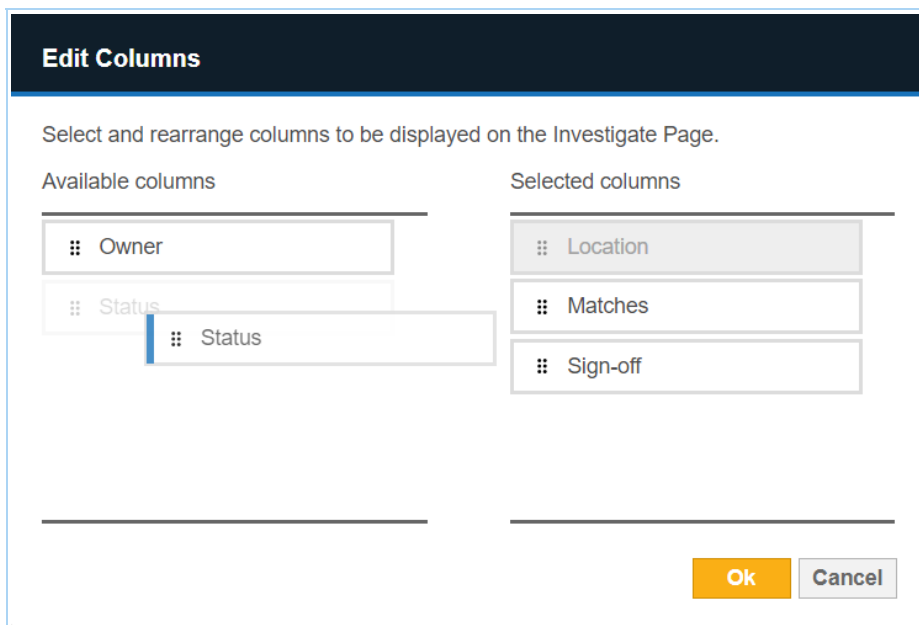 Edit Columns
Select and rearrange columns to be displayed on the Investigate Page.
Available columns
Owner
Status
Status
Selected columns
Location
Matches
Sign-off
Ok
Cancel